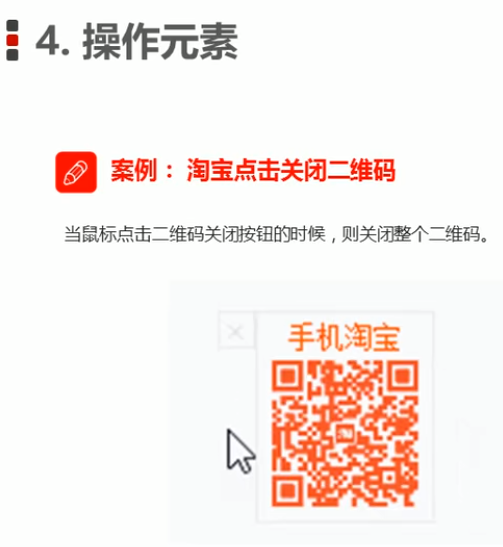 4. 操作元素
案例： 淘宝点击关闭二维码
当鼠标点击二维码关闭按钮的时候，则关闭整个二维码。
手机淘宝